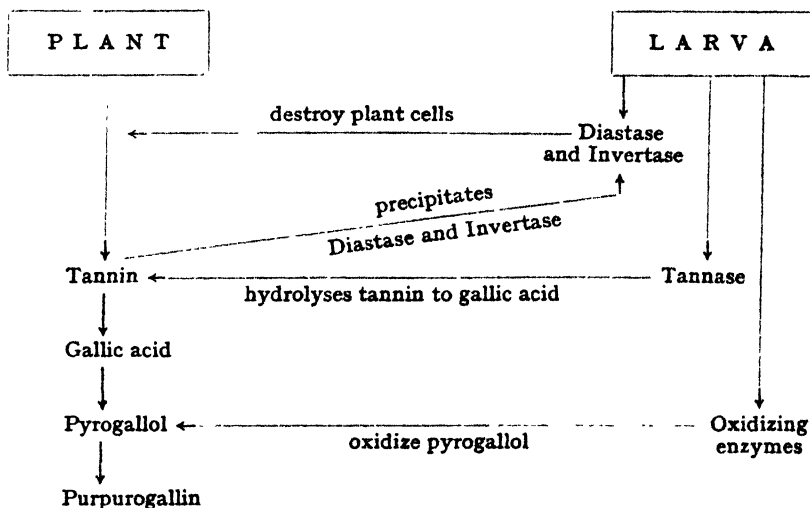 PLANT
LARVA
destroy plant cells
Diastase
and Invertase
precipitates
Diastase and Invertase
Tannin
hydrolyses tannin to gallic acid
Tannase
Gallic acid
Pyrogallol
oxidize pyrogallol
Oxidizing
enzymes
Purpurogallin